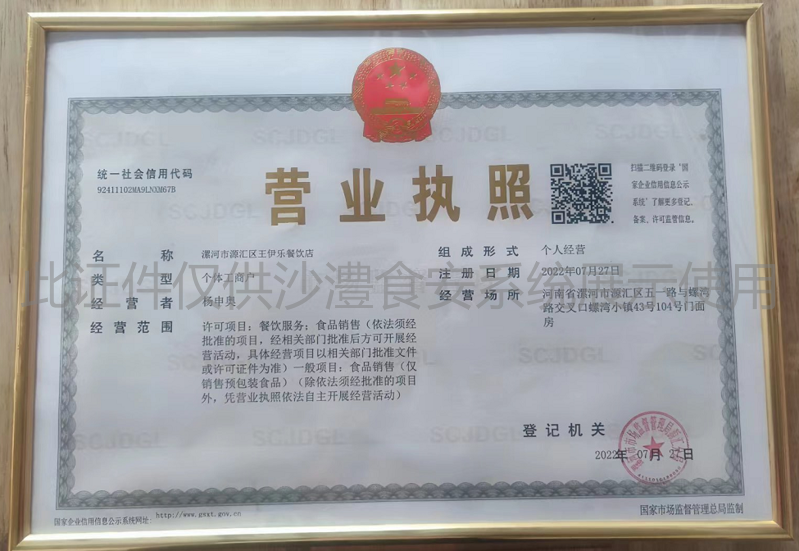 统一社会信用代码
92411102MA9LNXM67B
营业执照
扫描二维码登录“国
家企业信用信息公示
系统”了解更多登记、
备案、许可监管信息。
名称 漯河市源汇区王伊乐餐饮店
类型 个体工商户
经营者 杨申奥
经营范围 许可项目：餐饮服务；食品销售（依法须经
批准的项目，经相关部门批准后方可开展经
营活动，具体经营项目以相关部门批准文件
或许可证件为准）一般项目：食品销售（仅
销售预包装食品）（除依法须经批准的项目
外，凭营业执照依法自主开展经营活动）
组成形式 个人经营
注册日期 2022年07月27日
经营场所 河南省漯河市源汇区五一路与螺湾
路交叉口螺湾小镇43号104号门面
房
此证件仅供沙澧食安系统展示使用
登记机关
2022年 07月 27日
国家企业信用信息公示系统网址: http://www.gsxt.gov.cn
国家市场监督管理总局监制
SCJDGL
SCJDGL
SCJDGL
SCJDGL
SCJDGL
SCJDGL
SCJDGL